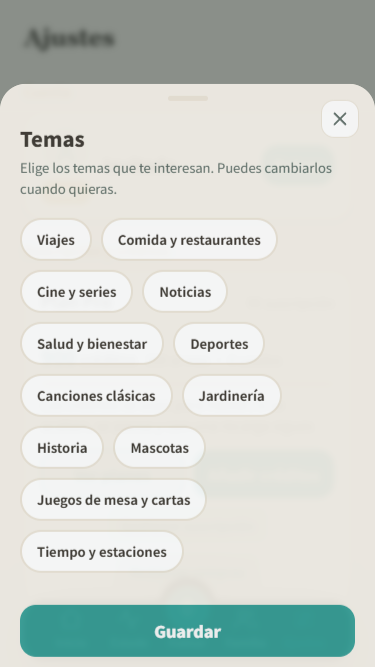 Ajustes
Temas
Elige los temas que te interesan. Puedes cambiarlos
cuando quieras.
Viajes
Comida y restaurantes
Cine y series
Noticias
Salud y bienestar
Deportes
Canciones clásicas
Jardinería
Historia
Mascotas
Juegos de mesa y cartas
Tiempo y estaciones
Guardar